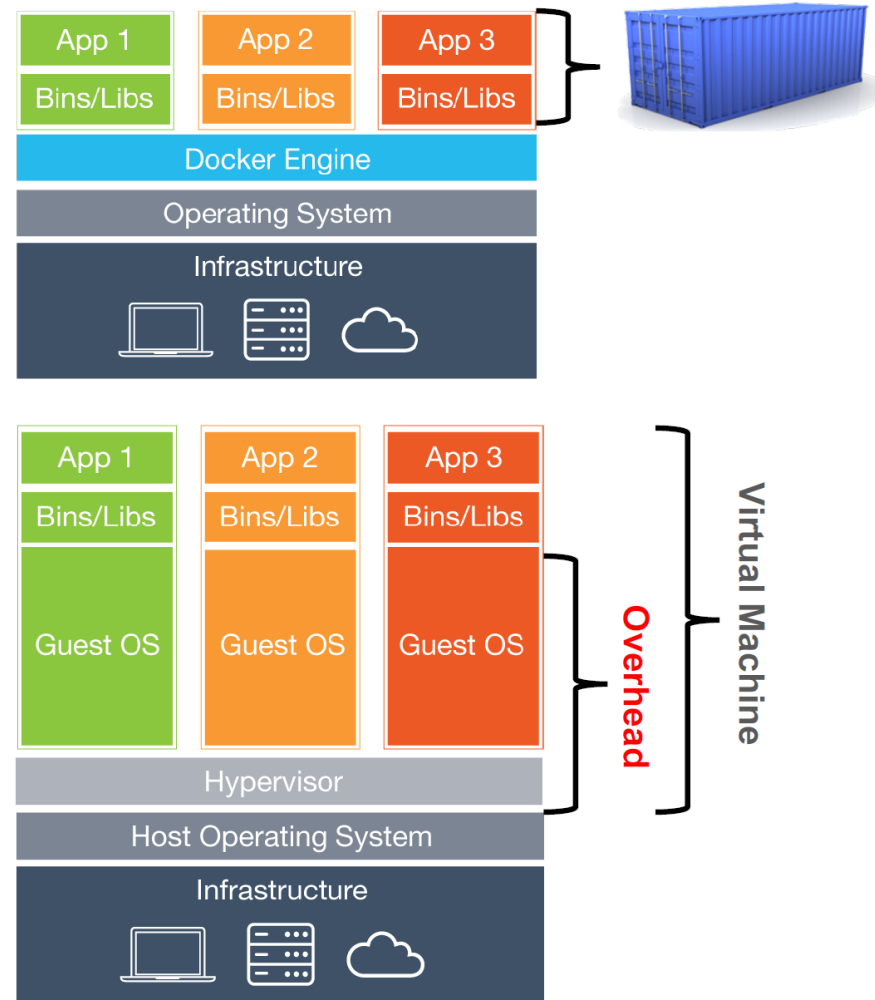 App 1
App 2
App 3
Bins/Libs
Bins/Libs
Bins/Libs
Docker Engine
Operating System
Infrastructure
App 1
App 2
App 3
Bins/Libs
Bins/Libs
Bins/Libs
Guest OS
Guest OS
Guest OS
Overhead
Virtual Machine
Hypervisor
Host Operating System
Infrastructure